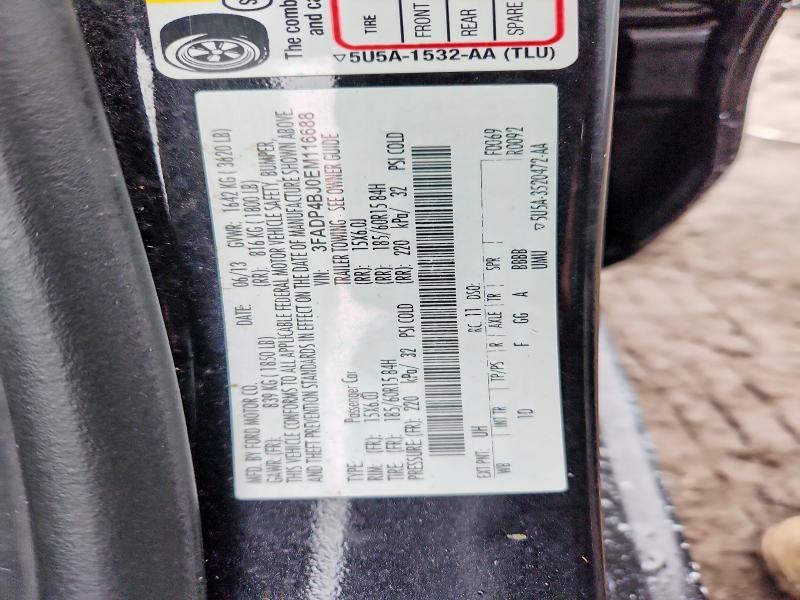 The comb
and ca
TIRE
FRONT
REAR
SPARE
▽5U5A-1532-AA (TLU)
MFD. BY FORD MOTOR CO.
DATE: 06/13 GVWR: 1642 KG ( 3620 LB)
GAWR: (FR): 839 KG ( 1850 LB) (RR): 816 KG ( 1800 LB)
THIS VEHICLE CONFORMS TO ALL APPLICABLE FEDERAL MOTOR VEHICLE SAFETY, BUMPER,
AND THEFT PREVENTION STANDARDS IN EFFECT ON THE DATE OF MANUFACTURE SHOWN ABOVE.
VIN: 3FADP4BJ0EM116688
TYPE: Passenger Car TRAILER TOWING - SEE OWNER GUIDE
RIM: (FR): 15X6.0J (RR): 15X6.0J
TIRE (FR): 185/60R15 84H (RR): 185/60R15 84H
PRESSURE (FR): 220 kPa/ 32 PSI COLD (RR): 220 kPa/ 32 PSI COLD
EXT PNT: UH RC: 11 DSO: F0069
WB INT TR TP/PS R AXLE TR SPR T0092
1D F GG A BBBB
UMU
▽5U5A-3S20472-AA